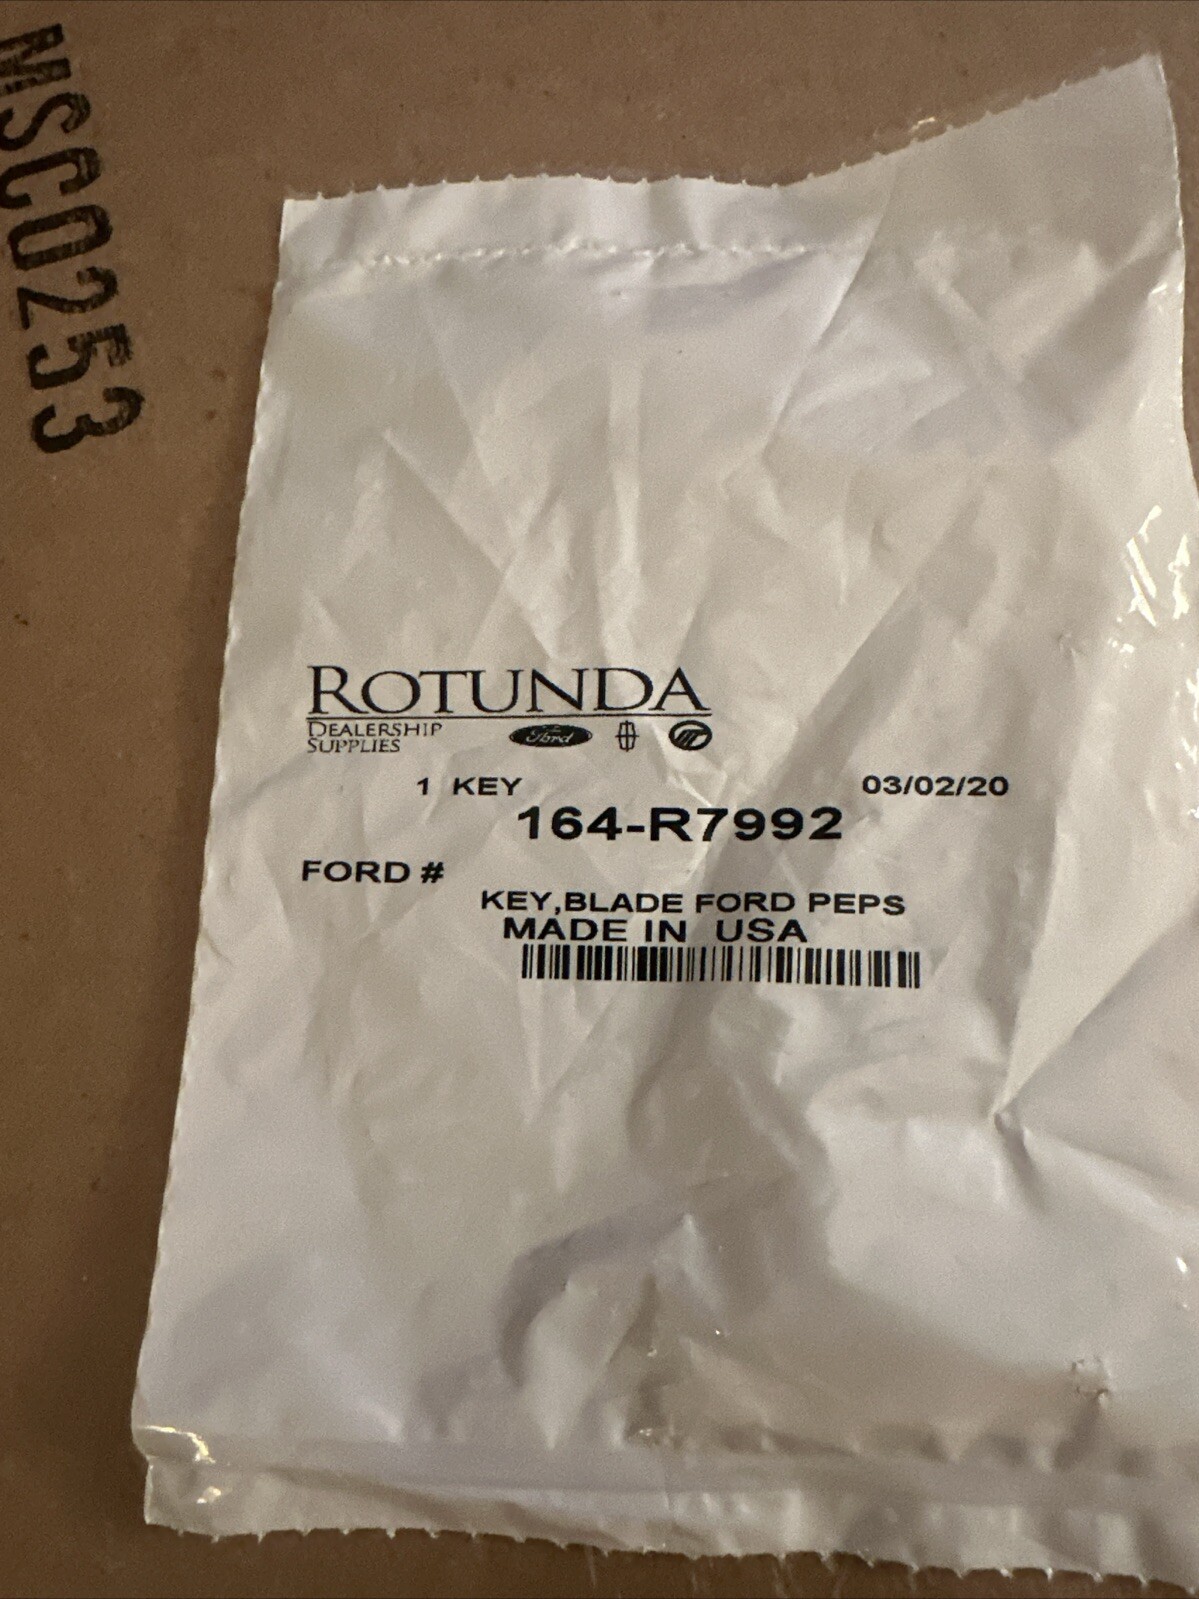 MSC0253
ROTUNDA
DEALERSHIP
SUPPLIES
Ford
1 KEY 03/02/20
164-R7992
FORD #
KEY,BLADE FORD PEPS
MADE IN USA